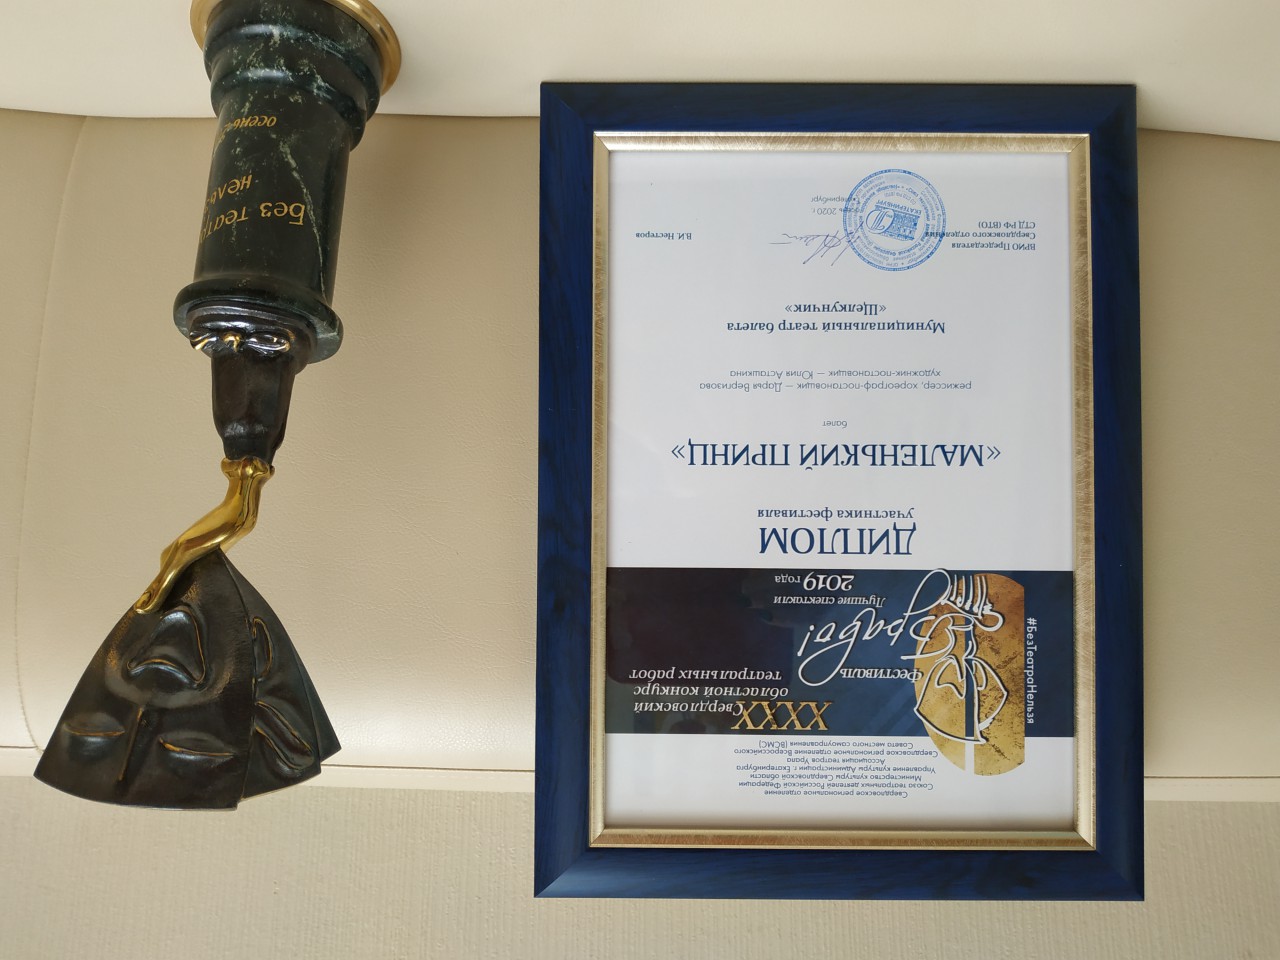 Свердловское региональное отделение
Союза театральных деятелей Российской Федерации
Министерство культуры Свердловской области
Управление культуры Администрации г. Екатеринбурга
Ассоциация театров Урала
Свердловское региональное отделение Всероссийского
Совета местного самоуправления (ВСМС)
XXXX
Свердловский
областной конкурс
театральных работ
Фестиваль
Браво!
Лучшие спектакли
2019 года
#БезТеатраНельзя
ДИПЛОМ
участника фестиваля
«МАЛЕНЬКИЙ ПРИНЦ»
балет
режиссер, хореограф-постановщик — Дарья Вергизова
художник-постановщик — Юлия Асташкина
Муниципальный театр балета
«Щелкунчик»
ВРИО Председателя
Свердловского отделения
СТД РФ (ВТО)
В.И. Нестеров
2020 г.
ЕКАТЕРИНБУРГ
Без